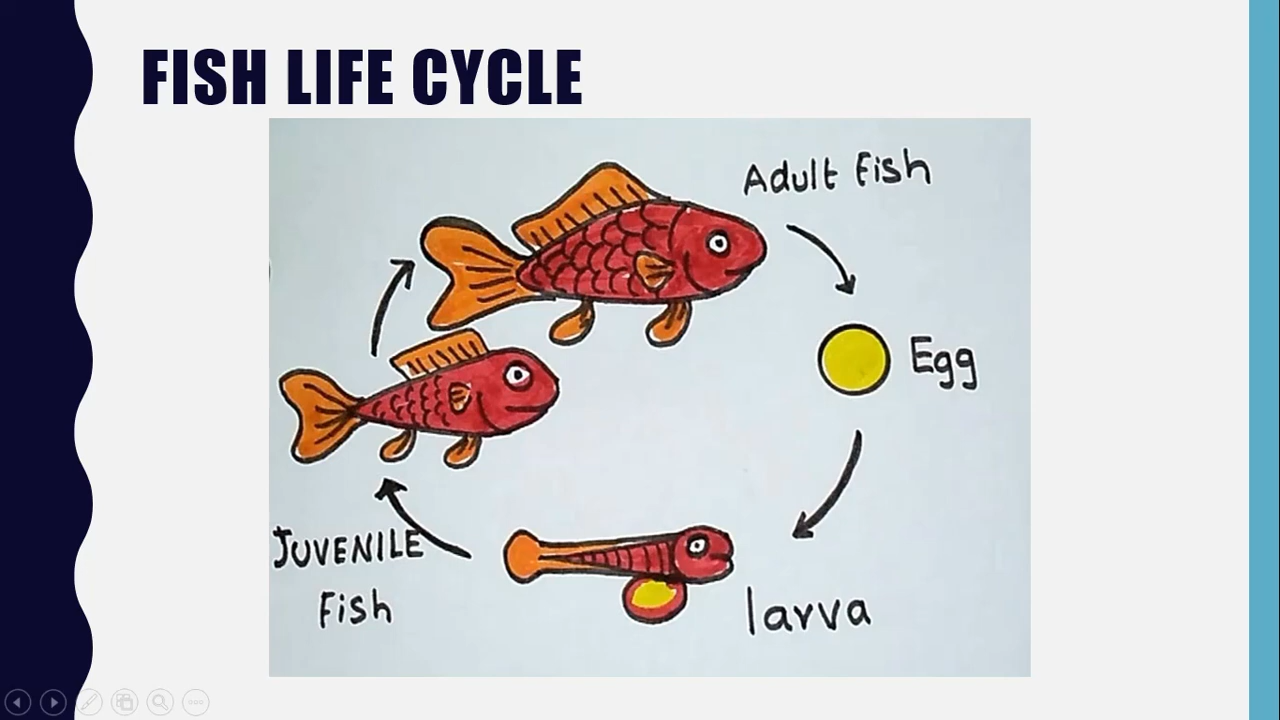 FISH LIFE CYCLE
Adult Fish
Egg
larva
JUVENILE
Fish